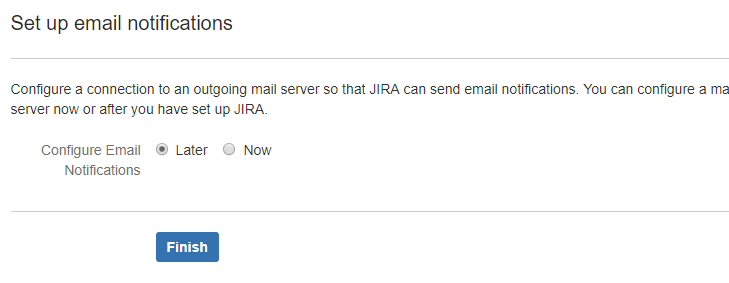 Set up email notifications
Configure a connection to an outgoing mail server so that JIRA can send email notifications. You can configure a ma
server now or after you have set up JIRA.
Configure Email Later Now
Notifications
Finish